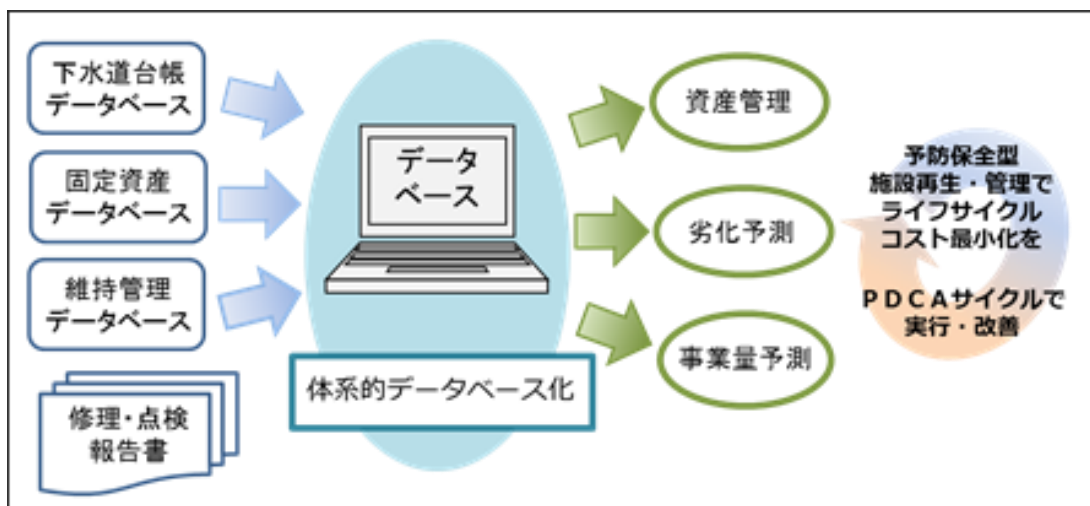 下水道台帳
データベース
固定資産
データベース
維持管理
データベース
修理・点検
報告書
データ
ベース
体系的データベース化
資産管理
劣化予測
事業量予測
予防保全型
施設再生・管理で
ライフサイクル
コスト最小化を
ＰＤＣＡサイクルで
実行・改善